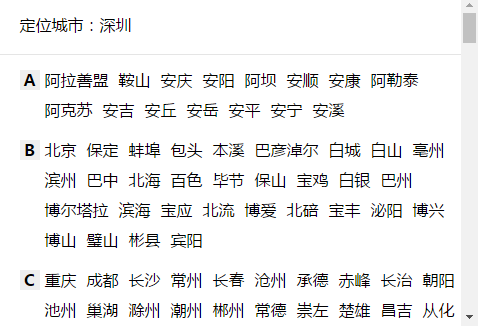 定位城市：深圳
A 阿拉善盟 鞍山 安庆 安阳 阿坝 安顺 安康 阿勒泰
阿克苏 安吉 安丘 安岳 安平 安宁 安溪
B 北京 保定 蚌埠 包头 本溪 巴彦淖尔 白城 白山 亳州
滨州 巴中 北海 百色 毕节 保山 宝鸡 白银 巴州
博尔塔拉 滨海 宝应 北流 博爱 北碚 宝丰 泌阳 博兴
博山 璧山 彬县 宾阳
C 重庆 成都 长沙 常州 长春 沧州 承德 赤峰 长治 朝阳
池州 巢湖 滁州 潮州 郴州 常德 崇左 楚雄 昌吉 从化